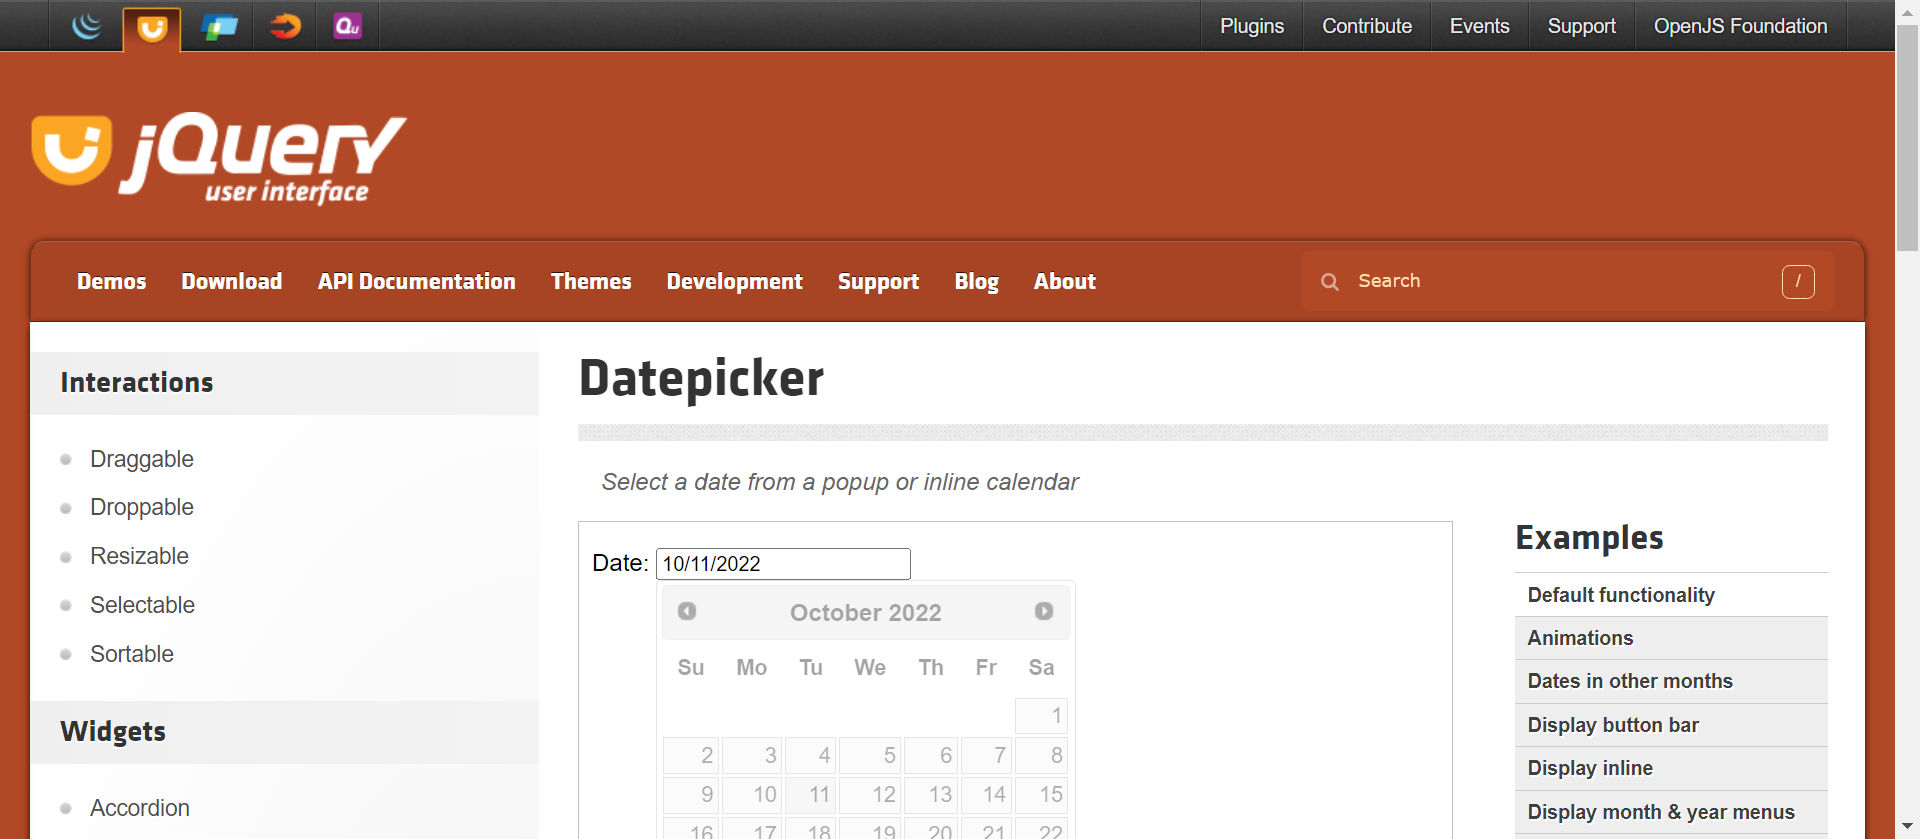 Qu
Plugins
Contribute
Events
Support
OpenJS Foundation
jQuery
user interface
Demos
Download
API Documentation
Themes
Development
Support
Blog
About
Search
/
Interactions
Draggable
Droppable
Resizable
Selectable
Sortable
Widgets
Accordion
Datepicker
Select a date from a popup or inline calendar
Date: 10/11/2022
October 2022
Su Mo Tu We Th Fr Sa
1
2 3 4 5 6 7 8
9 10 11 12 13 14 15
16 17 18 19 20 21 22
Examples
Default functionality
Animations
Dates in other months
Display button bar
Display inline
Display month & year menus